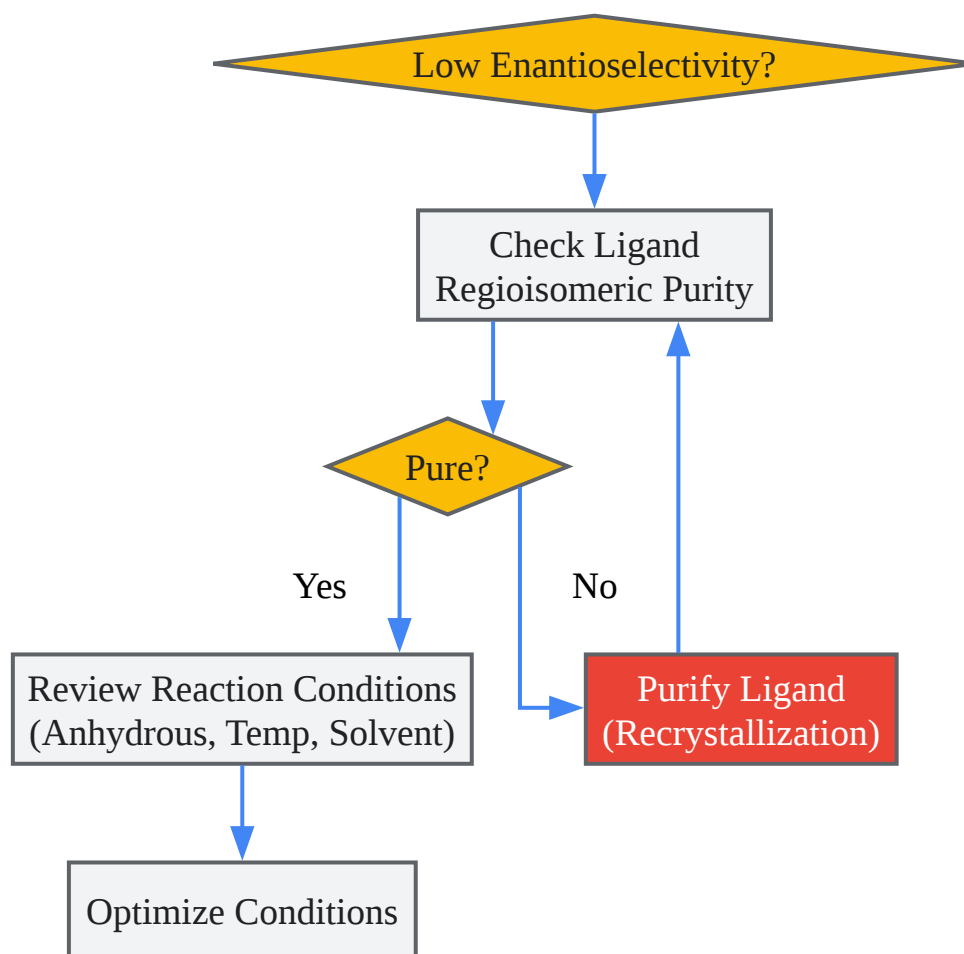 Low Enantioselectivity?
Check Ligand
Regioisomeric Purity
Pure?
Yes
No
Review Reaction Conditions
(Anhydrous, Temp, Solvent)
Purify Ligand
(Recrystallization)
Optimize Conditions